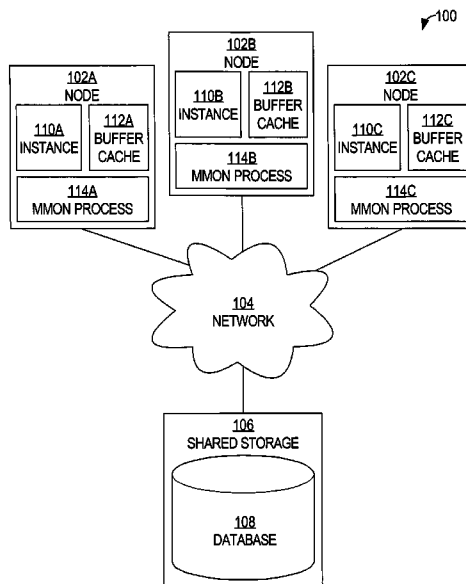 100
102A
NODE
110A
INSTANCE
112A
BUFFER
CACHE
114A
MMON PROCESS
102B
NODE
110B
INSTANCE
112B
BUFFER
CACHE
114B
MMON PROCESS
102C
NODE
110C
INSTANCE
112C
BUFFER
CACHE
114C
MMON PROCESS
104
NETWORK
106
SHARED STORAGE
108
DATABASE